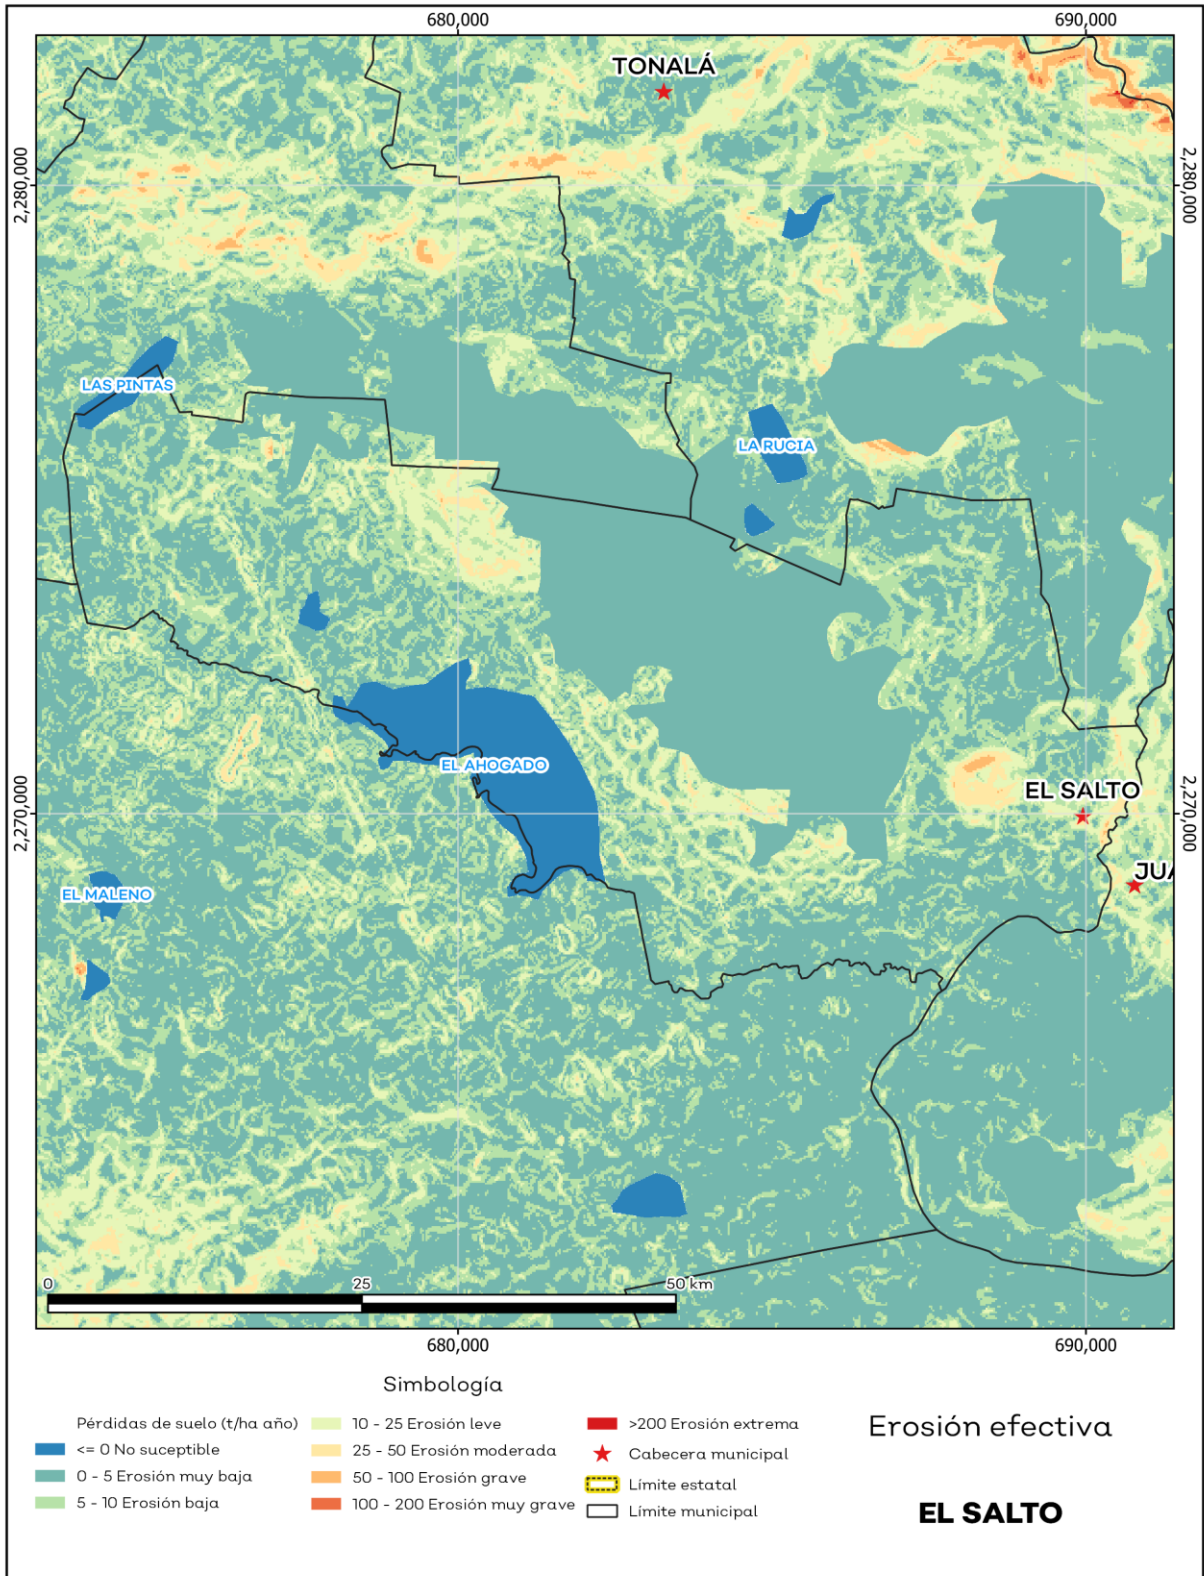 680,000
690,000
TONALÁ
2,280,000
2,280,000
LAS PINTAS
LA RUCIA
EL AHOGADO
EL SALTO
2,270,000
2,270,000
JUA
EL MALENO
0
25
50 km
680,000
690,000
Simbología
Pérdidas de suelo (t/ha año)
<= 0 No suceptible
0 - 5 Erosión muy baja
5 - 10 Erosión baja
10 - 25 Erosión leve
25 - 50 Erosión moderada
50 - 100 Erosión grave
100 - 200 Erosión muy grave
>200 Erosión extrema
Cabecera municipal
Límite estatal
Límite municipal
Erosión efectiva
EL SALTO